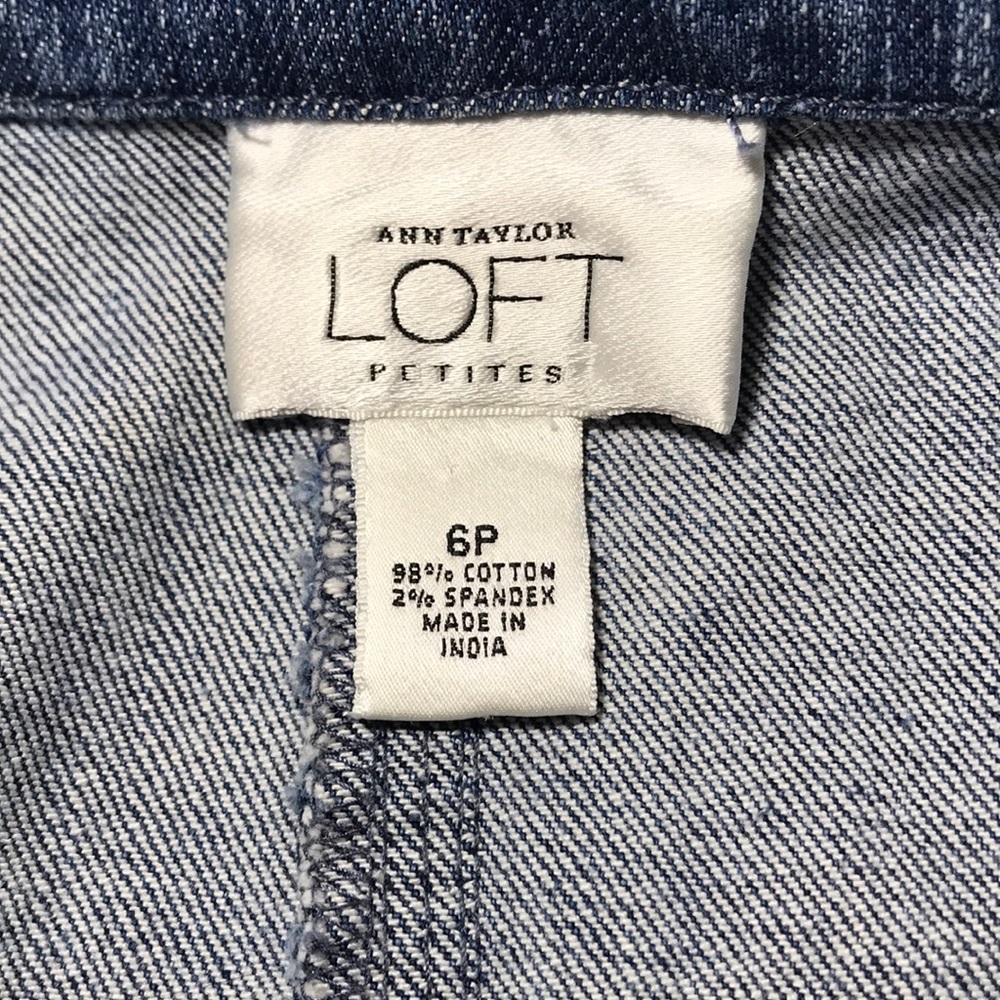 ANN TAYLOR
LOFT
PETITES
6P
98% COTTON
2% SPANDEX
MADE IN
INDIA